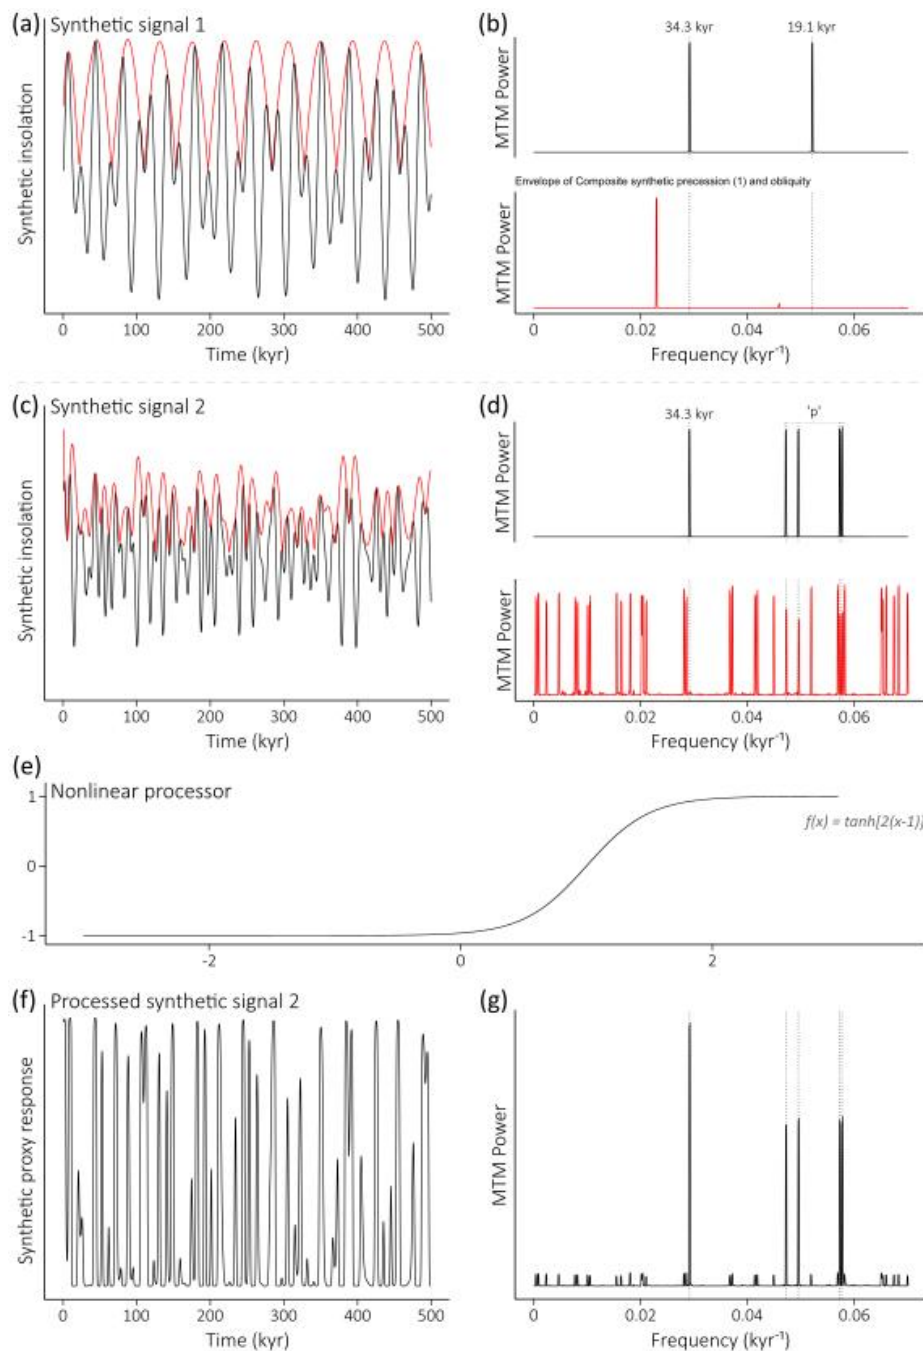 (a) Synthetic signal 1
Synthetic insolation
0 100 200 300 400 500
Time (kyr)
(b)
34.3 kyr 19.1 kyr
MTM Power
Envelope of Composite synthetic precession (1) and obliquity
MTM Power
0 0.02 0.04 0.06
Frequency (kyr⁻¹)
(c) Synthetic signal 2
Synthetic insolation
0 100 200 300 400 500
Time (kyr)
(d)
34.3 kyr 'p'
MTM Power
MTM Power
0 0.02 0.04 0.06
Frequency (kyr⁻¹)
(e)
Nonlinear processor
1
0
-1
f(x) = tanh[2(x-1)]
-2 0 2
(f) Processed synthetic signal 2
Synthetic proxy response
0 100 200 300 400 500
Time (kyr)
(g)
MTM Power
0 0.02 0.04 0.06
Frequency (kyr⁻¹)